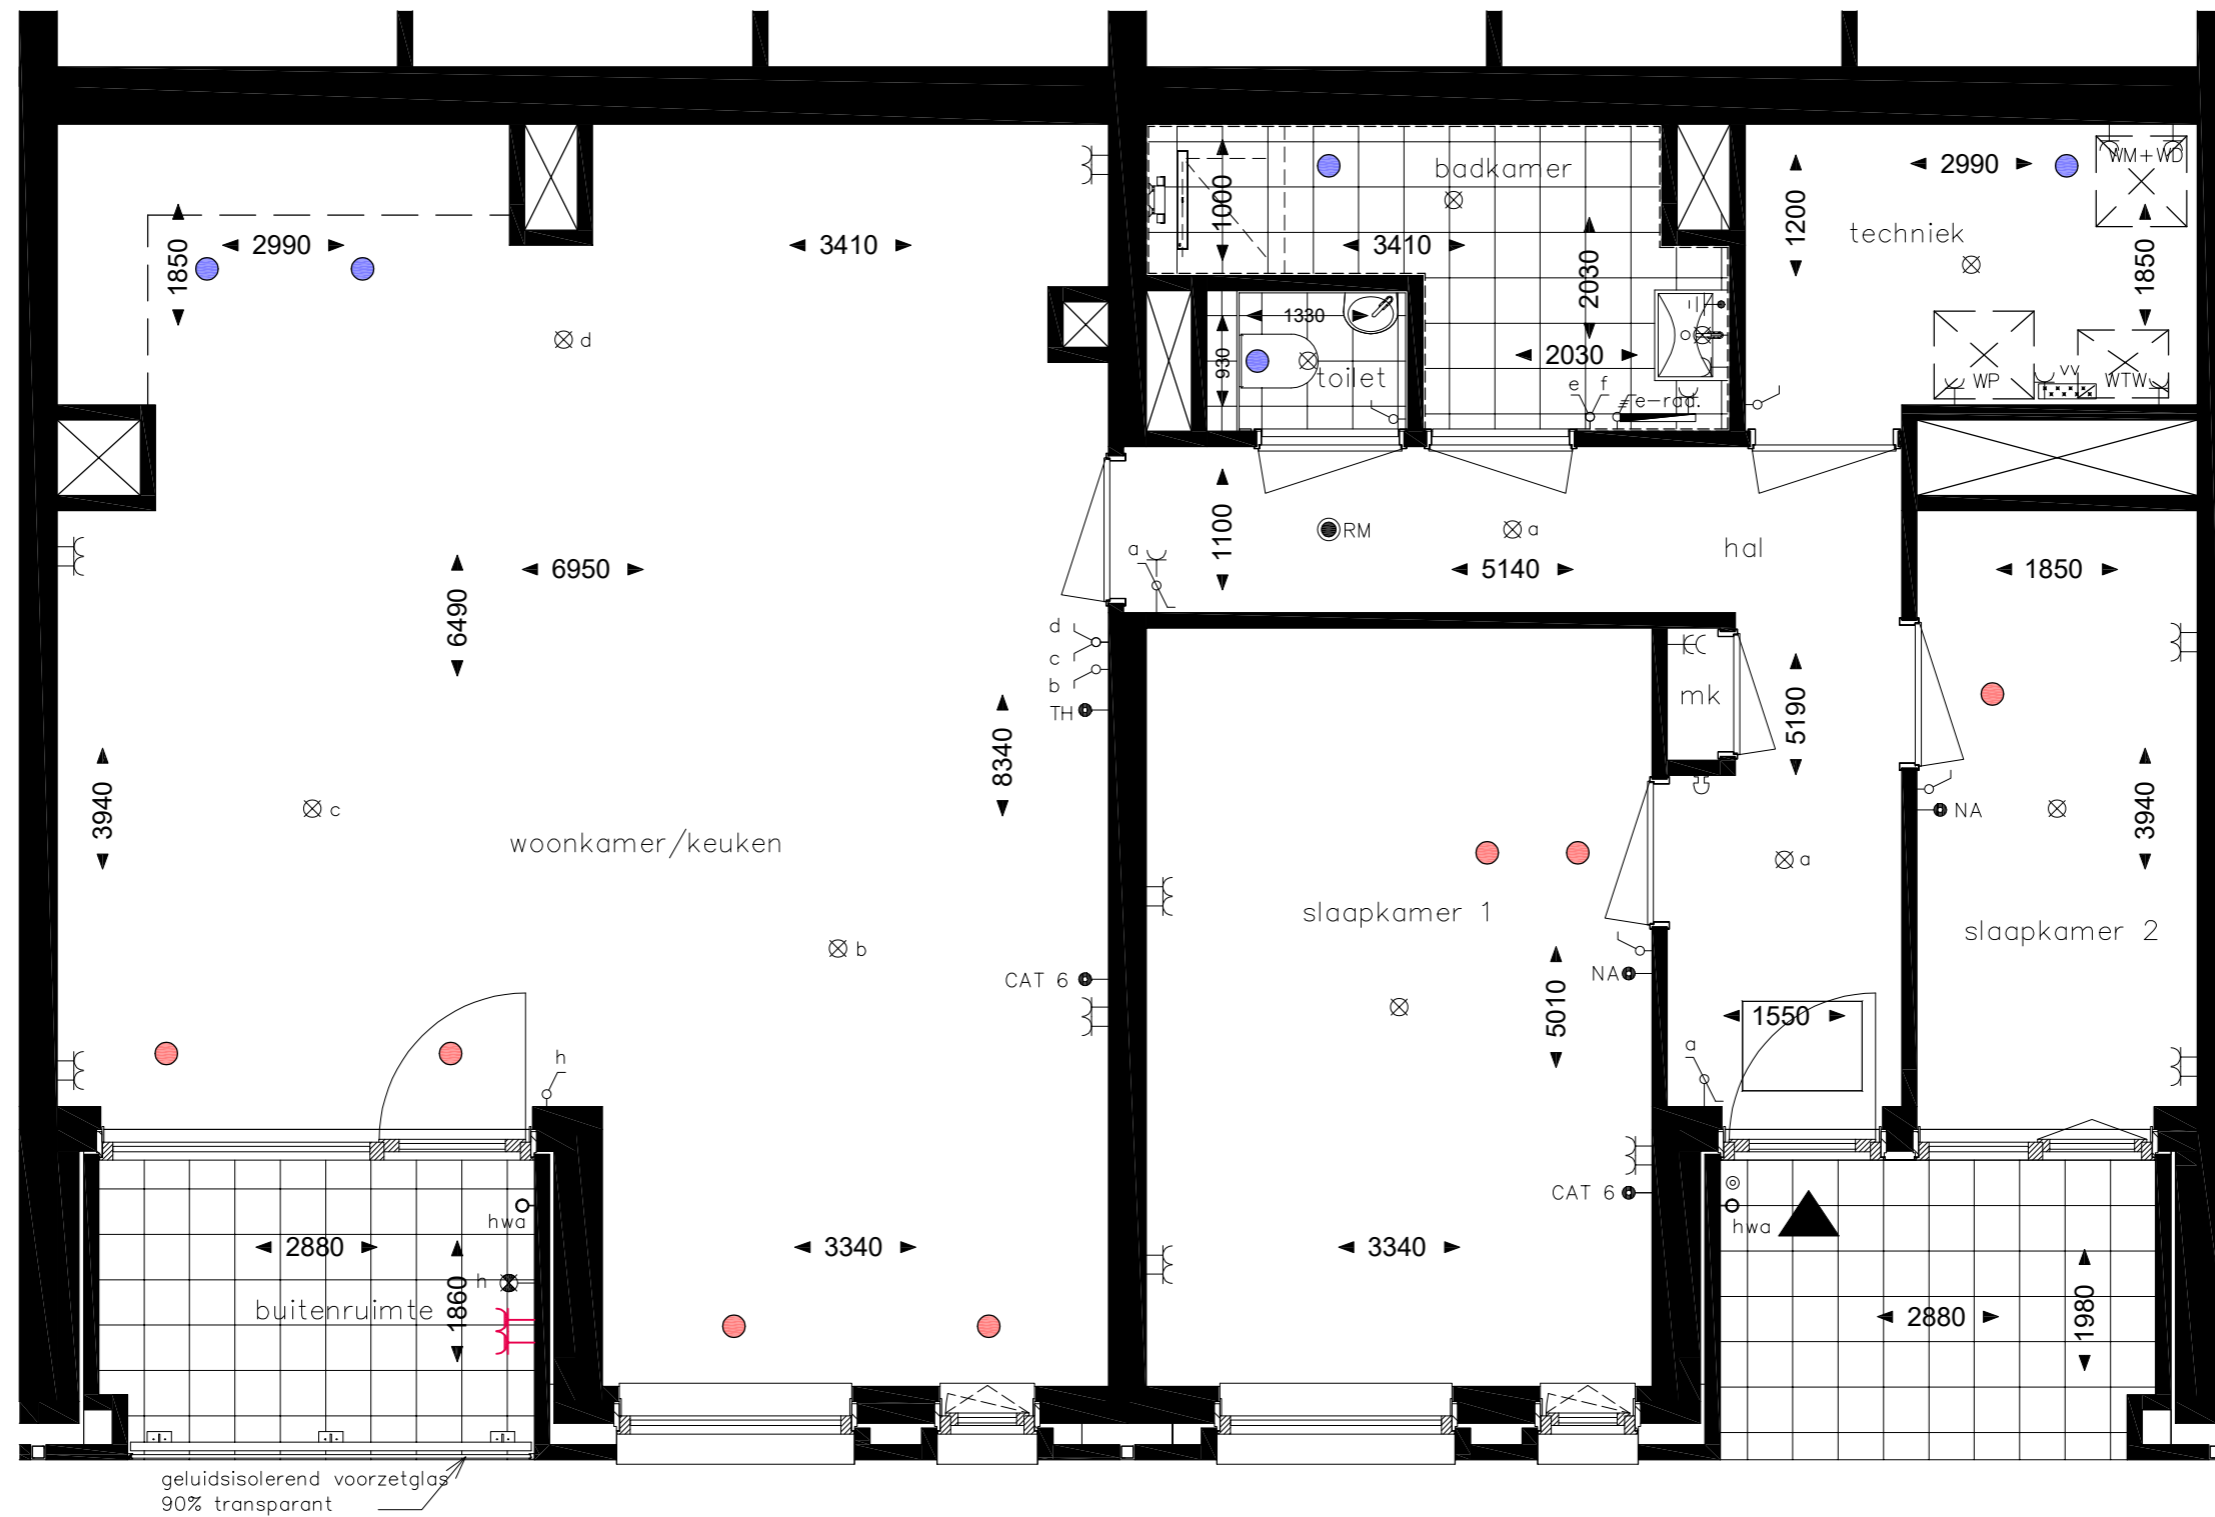 badkamer
WM+WD
2990
1000
1200
techniek
2990
3410
3410
1850
2030
1850
1330
d
930
toilet
2030
e f
e-rad.
WP
vv
WTW
1100
RM
a
hal
a
6950
5140
1850
6490
d
c
b
TH
mk
5190
8340
3940
c
NA
3940
woonkamer/keuken
a
slaapkamer 1
slaapkamer 2
b
CAT 6
NA
5010
1550
h
a
CAT 6
hwa
hwa
2880
3340
3340
h
buitenruimte
1860
2880
1980
geluidsisolerend voorzetglas
90% transparant